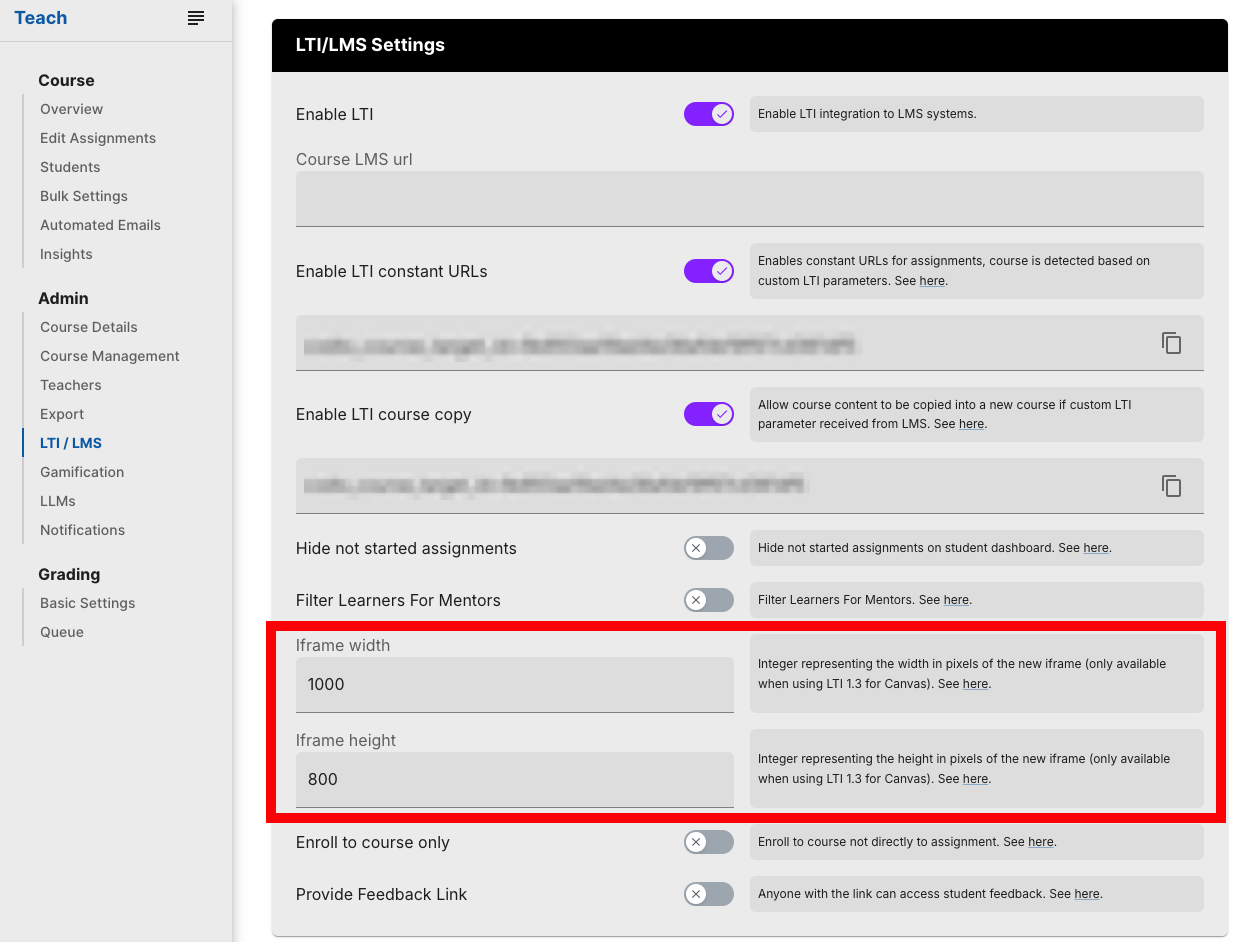 Teach
Course
Overview
Edit Assignments
Students
Bulk Settings
Automated Emails
Insights
Admin
Course Details
Course Management
Teachers
Export
LTI / LMS
Gamification
LLMs
Notifications
Grading
Basic Settings
Queue
LTI/LMS Settings
Enable LTI
Enable LTI integration to LMS systems.
Course LMS url
Enable LTI constant URLs
Enables constant URLs for assignments, course is detected based on
custom LTI parameters. See here.
Enable LTI course copy
Allow course content to be copied into a new course if custom LTI
parameter received from LMS. See here.
Hide not started assignments
Hide not started assignments on student dashboard. See here.
Filter Learners For Mentors
Filter Learners For Mentors. See here.
Iframe width
1000
Integer representing the width in pixels of the new iframe (only available
when using LTI 1.3 for Canvas). See here.
Iframe height
800
Integer representing the height in pixels of the new iframe (only available
when using LTI 1.3 for Canvas). See here.
Enroll to course only
Enroll to course not directly to assignment. See here.
Provide Feedback Link
Anyone with the link can access student feedback. See here.